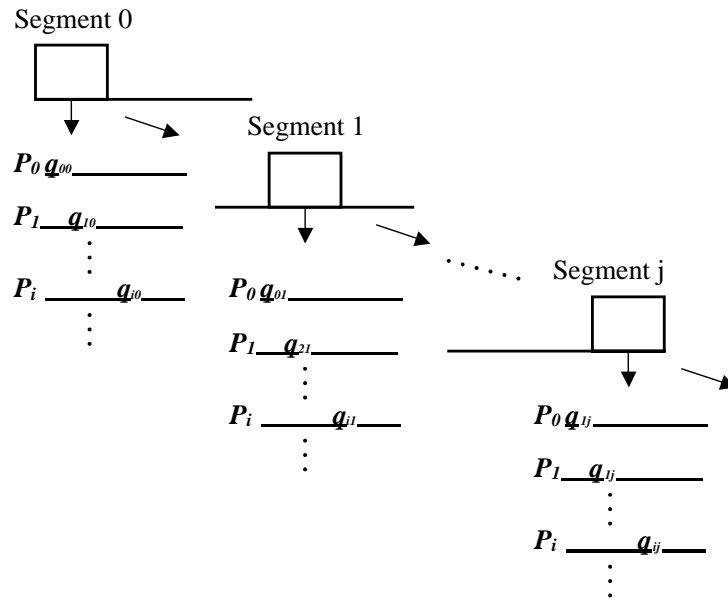 Segment 0
P0 q00
P1 q10
Pi qi0
Segment 1
P0 q01
P1 q21
Pi qi1
Segment j
P0 q1j
P1 q1j
Pi qij